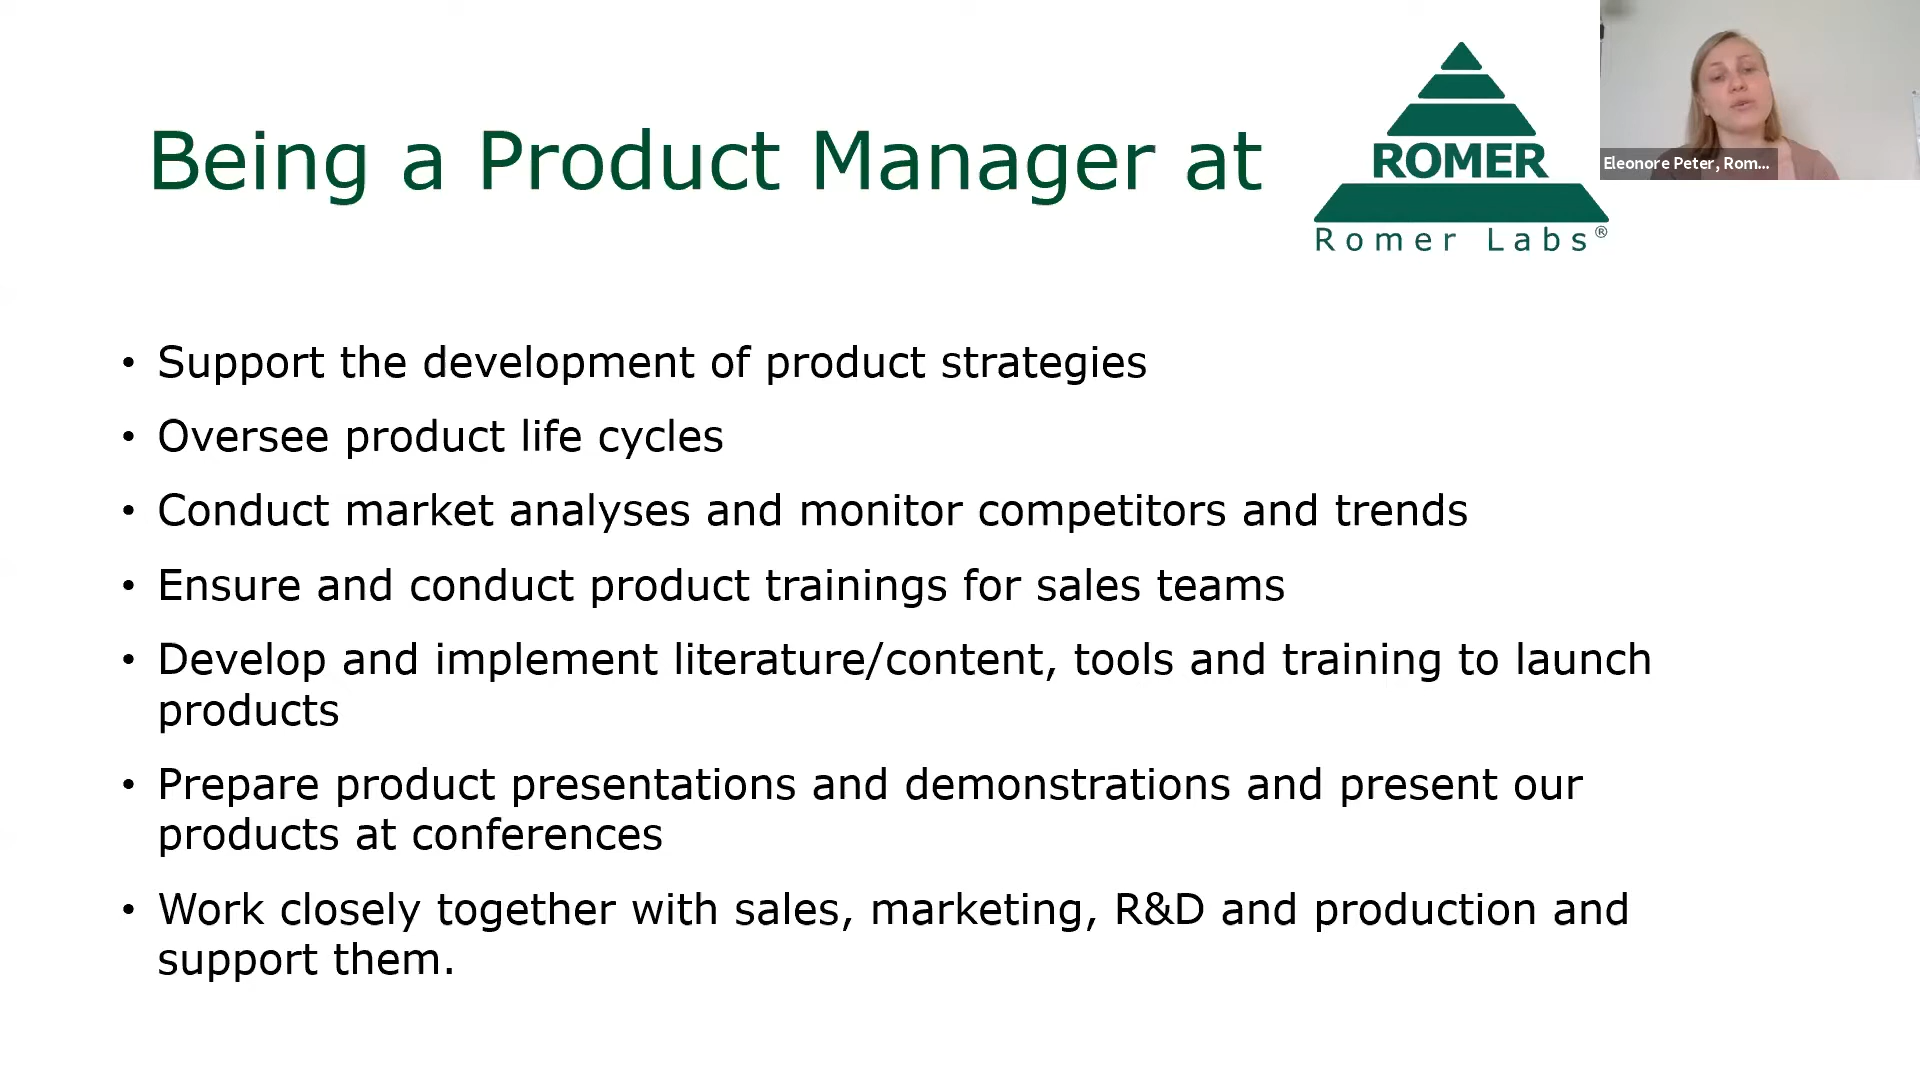 Being a Product Manager at
ROMER
Romer Labs®
Eleonore Peter, Rom...
• Support the development of product strategies
• Oversee product life cycles
• Conduct market analyses and monitor competitors and trends
• Ensure and conduct product trainings for sales teams
• Develop and implement literature/content, tools and training to launch
products
• Prepare product presentations and demonstrations and present our
products at conferences
• Work closely together with sales, marketing, R&D and production and
support them.